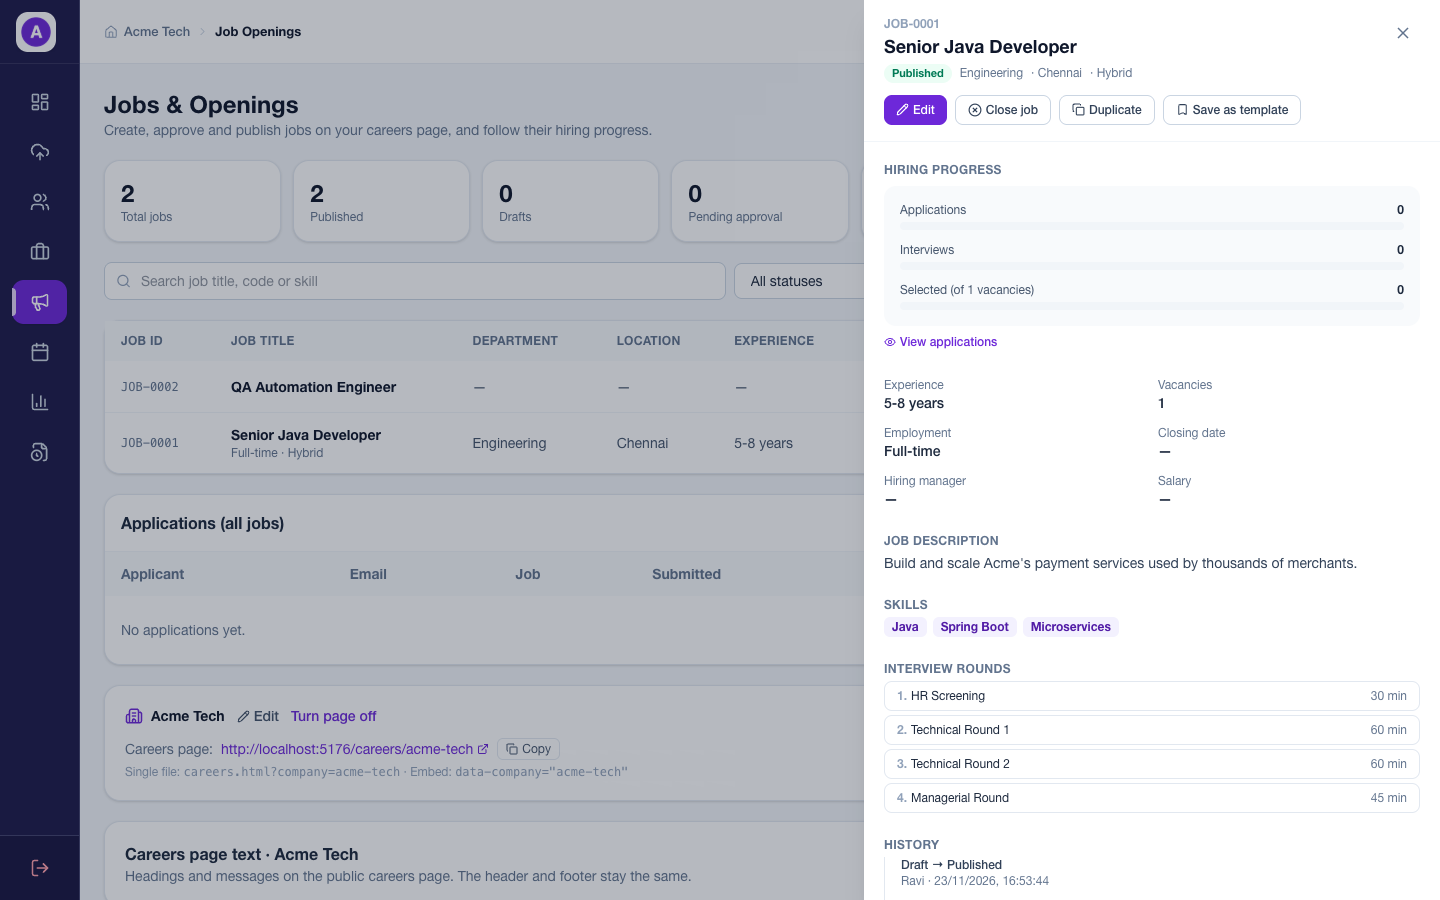 A
Acme Tech
Job Openings
Jobs & Openings
Create, approve and publish jobs on your careers page, and follow their hiring progress.
2
Total jobs
2
Published
0
Drafts
0
Pending approval
Search job title, code or skill
All statuses
JOB ID JOB TITLE DEPARTMENT LOCATION EXPERIENCE
JOB-0002 QA Automation Engineer — — —
JOB-0001 Senior Java Developer Engineering Chennai 5-8 years
Full-time · Hybrid
Applications (all jobs)
Applicant Email Job Submitted
No applications yet.
Acme Tech Edit Turn page off
Careers page: http://localhost:5176/careers/acme-tech Copy
Single file: careers.html?company=acme-tech · Embed: data-company="acme-tech"
Careers page text · Acme Tech
Headings and messages on the public careers page. The header and footer stay the same.
JOB-0001
Senior Java Developer
Published Engineering · Chennai · Hybrid
Edit Close job Duplicate Save as template
HIRING PROGRESS
Applications 0
Interviews 0
Selected (of 1 vacancies) 0
View applications
Experience Vacancies
5-8 years 1
Employment Closing date
Full-time —
Hiring manager Salary
— —
JOB DESCRIPTION
Build and scale Acme's payment services used by thousands of merchants.
SKILLS
Java Spring Boot Microservices
INTERVIEW ROUNDS
1. HR Screening 30 min
2. Technical Round 1 60 min
3. Technical Round 2 60 min
4. Managerial Round 45 min
HISTORY
Draft → Published
Ravi · 23/11/2026, 16:53:44